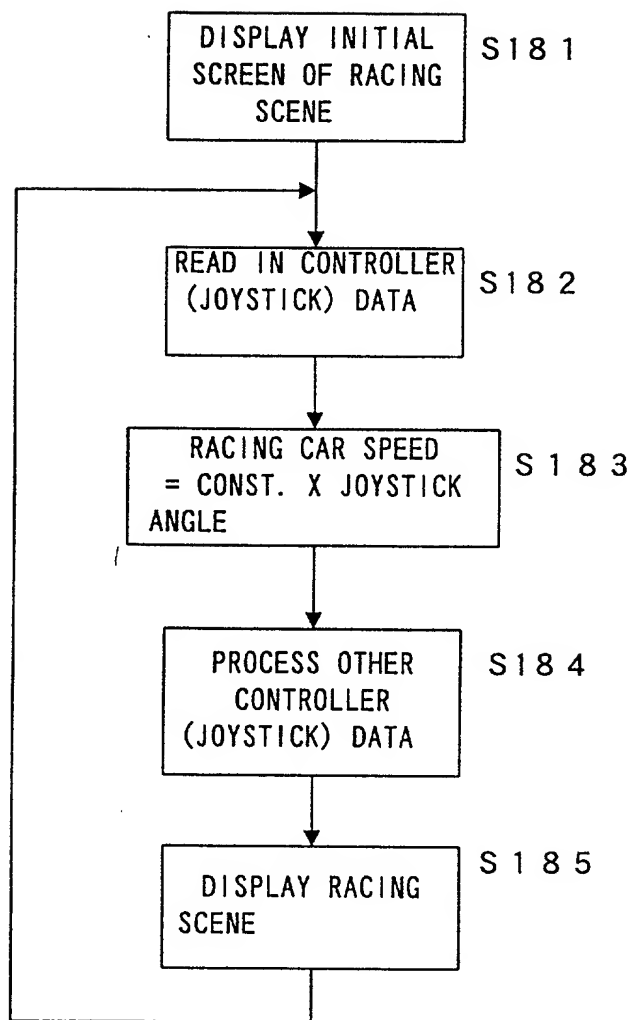 DISPLAY INITIAL
SCREEN OF RACING
SCENE
S181
READ IN CONTROLLER
(JOYSTICK) DATA
S182
RACING CAR SPEED
= CONST. X JOYSTICK
ANGLE
S183
PROCESS OTHER
CONTROLLER
(JOYSTICK) DATA
S184
DISPLAY RACING
SCENE
S185